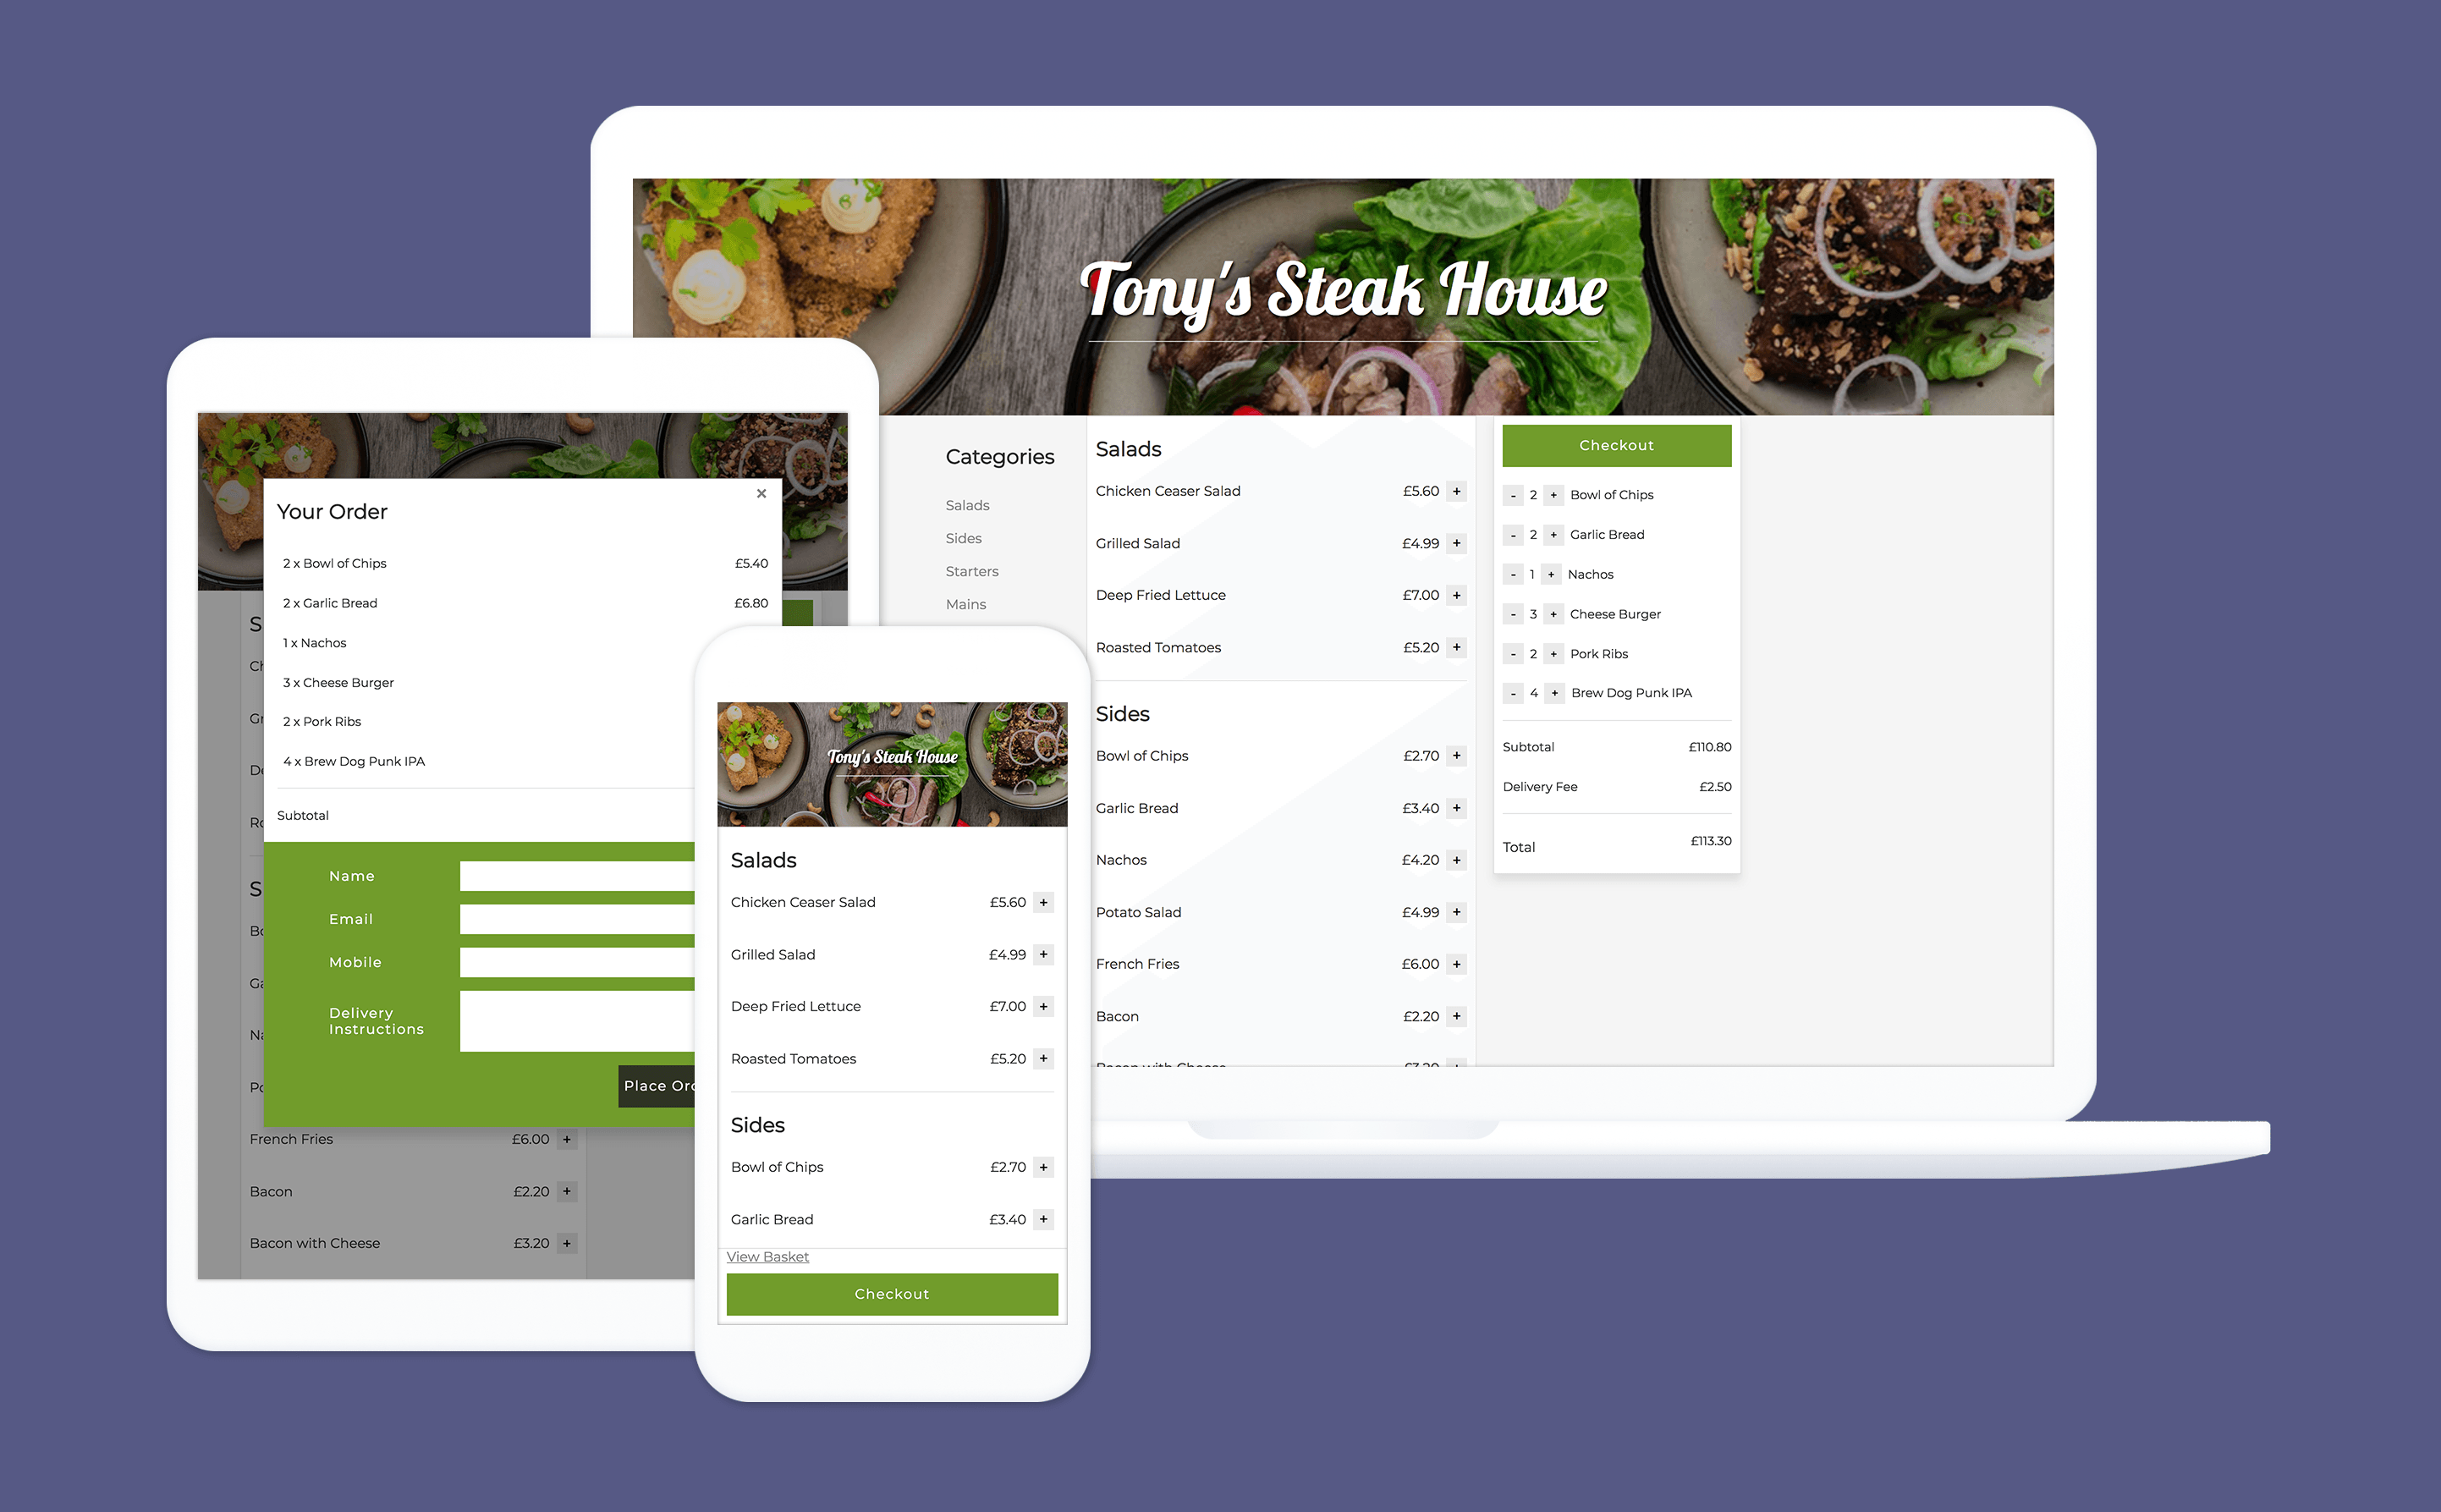 Tony's Steak House
Categories
Salads
Sides
Starters
Mains
Salads
Chicken Ceaser Salad £5.60 +
Grilled Salad £4.99 +
Deep Fried Lettuce £7.00 +
Roasted Tomatoes £5.20 +
Sides
Bowl of Chips £2.70 +
Garlic Bread £3.40 +
Nachos £4.20 +
Potato Salad £4.99 +
French Fries £6.00 +
Bacon £2.20 +
Bacon with Cheese £3.20 +
Checkout
- 2 + Bowl of Chips
- 2 + Garlic Bread
- 1 + Nachos
- 3 + Cheese Burger
- 2 + Pork Ribs
- 4 + Brew Dog Punk IPA
Subtotal £110.80
Delivery Fee £2.50
Total £113.30
Your Order ×
2 x Bowl of Chips £5.40
2 x Garlic Bread £6.80
1 x Nachos
3 x Cheese Burger
2 x Pork Ribs
4 x Brew Dog Punk IPA
Subtotal
Name
Email
Mobile
Delivery
Instructions
Place Or
S
Ch
Gr
De
Ro
S
Bo
Ga
Na
Po
French Fries £6.00 +
Bacon £2.20 +
Bacon with Cheese £3.20 +
Tony's Steak House
Salads
Chicken Ceaser Salad £5.60 +
Grilled Salad £4.99 +
Deep Fried Lettuce £7.00 +
Roasted Tomatoes £5.20 +
Sides
Bowl of Chips £2.70 +
Garlic Bread £3.40 +
View Basket
Checkout